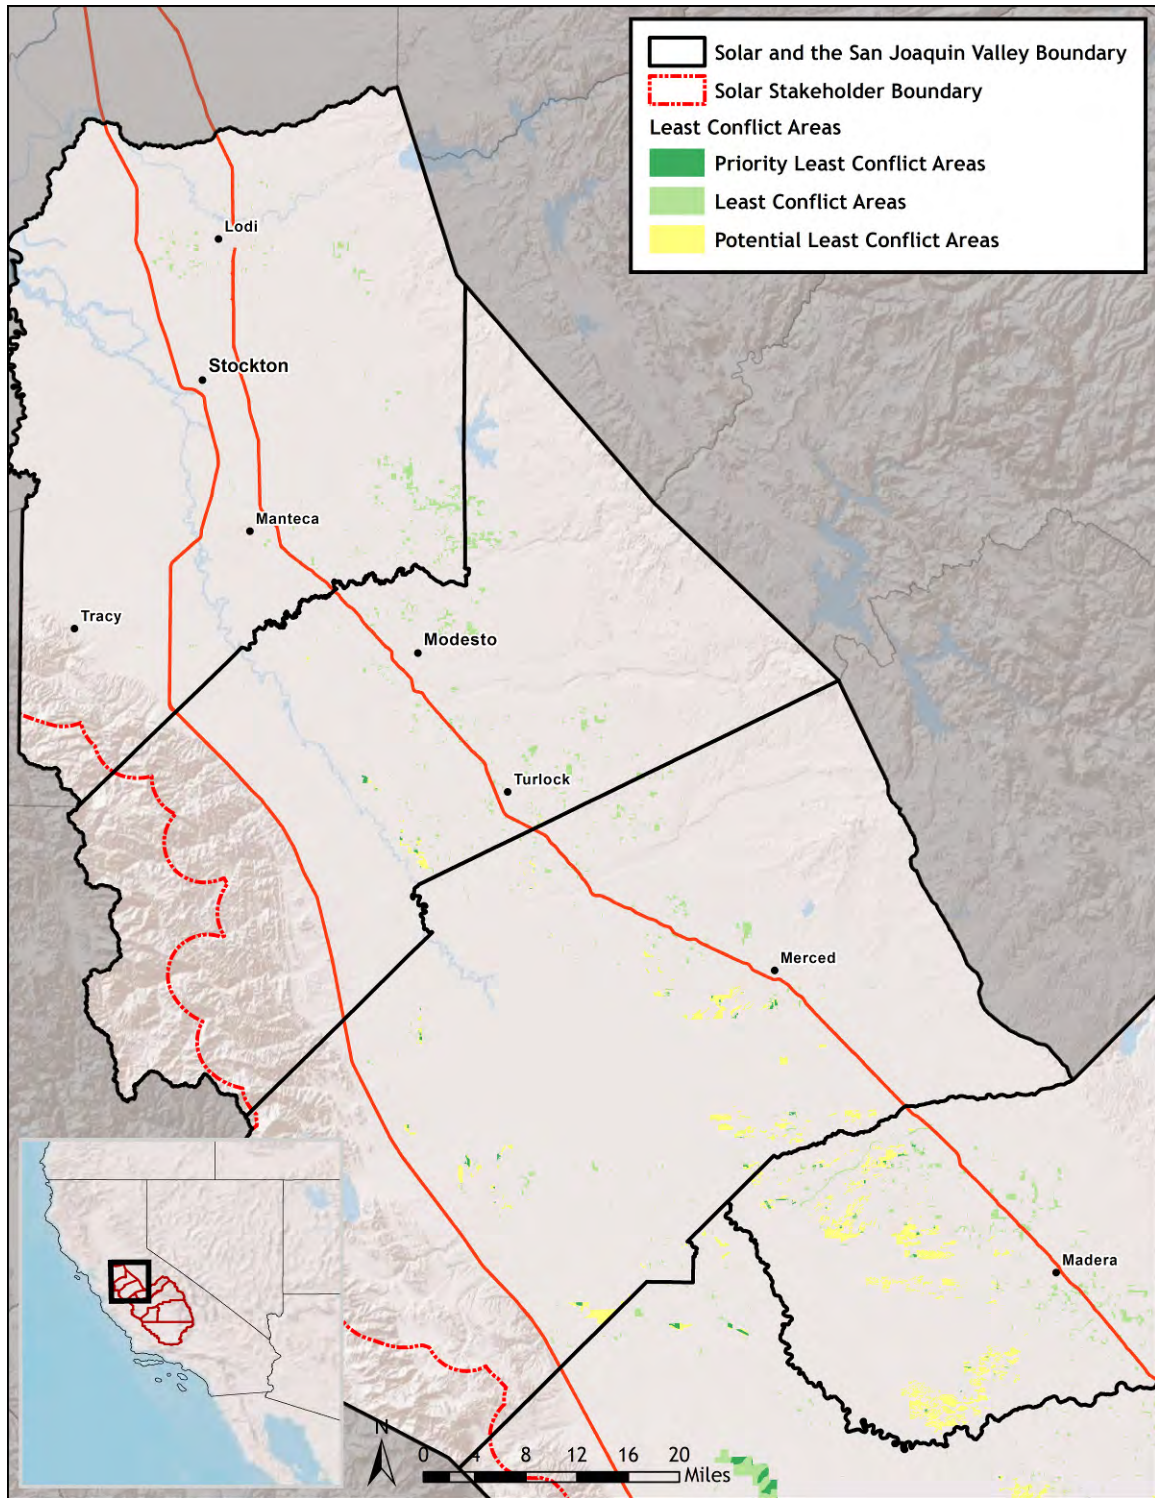 Solar and the San Joaquin Valley Boundary
Solar Stakeholder Boundary
Least Conflict Areas
Priority Least Conflict Areas
Least Conflict Areas
Potential Least Conflict Areas
Lodi
Stockton
Manteca
Tracy
Modesto
Turlock
Merced
Madera
N
0 4 8 12 16 20
Miles